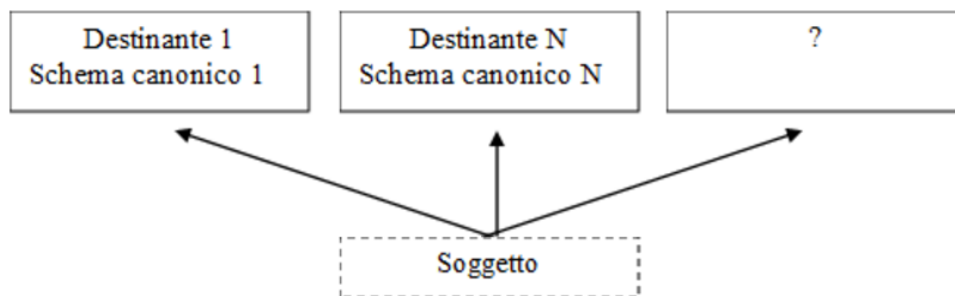 Destinante 1
Schema canonico 1
Destinante N
Schema canonico N
?
Soggetto